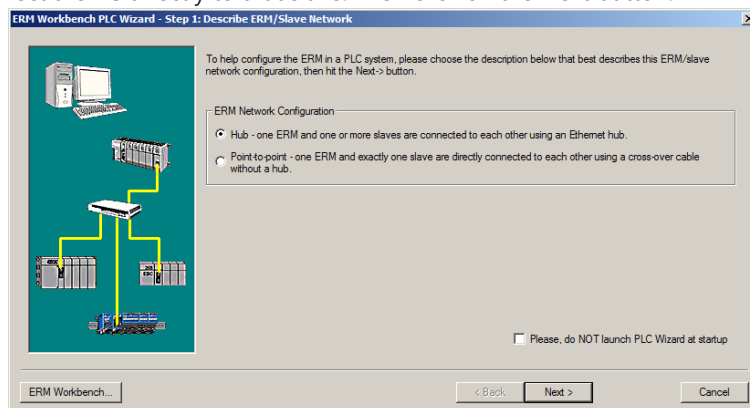 ERM Workbench PLC Wizard - Step 1: Describe ERM/Slave Network
To help configure the ERM in a PLC system, please choose the description below that best describes this ERM/slave
network configuration, then hit the Next-> button.
ERM Network Configuration
Hub - one ERM and one or more slaves are connected to each other using an Ethernet hub.
Point-to-point - one ERM and exactly one slave are directly connected to each other using a cross-over cable
without a hub.
Please, do NOT launch PLC Wizard at startup
ERM Workbench...
< Back
Next >
Cancel